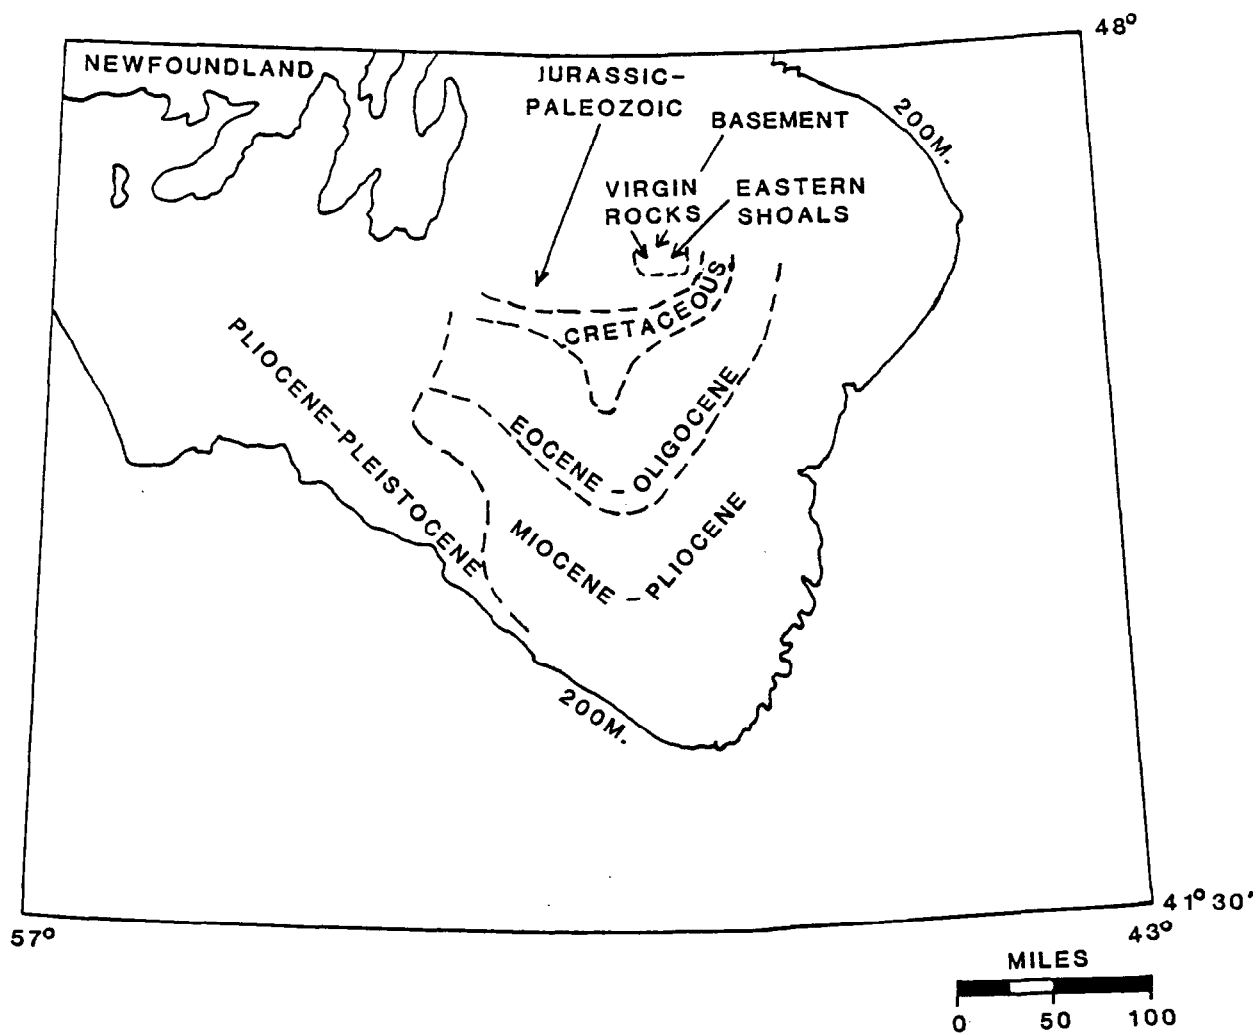 48°
NEWFOUNDLAND
JURASSIC-
PALEOZOIC
BASEMENT
200M.
VIRGIN
ROCKS
EASTERN
SHOALS
CRETACEOUS
PLIOCENE-PLEISTOCENE
EOCENE - OLIGOCENE
MIOCENE - PLIOCENE
200M.
41° 30'
57°
43°
MILES
0 50 100